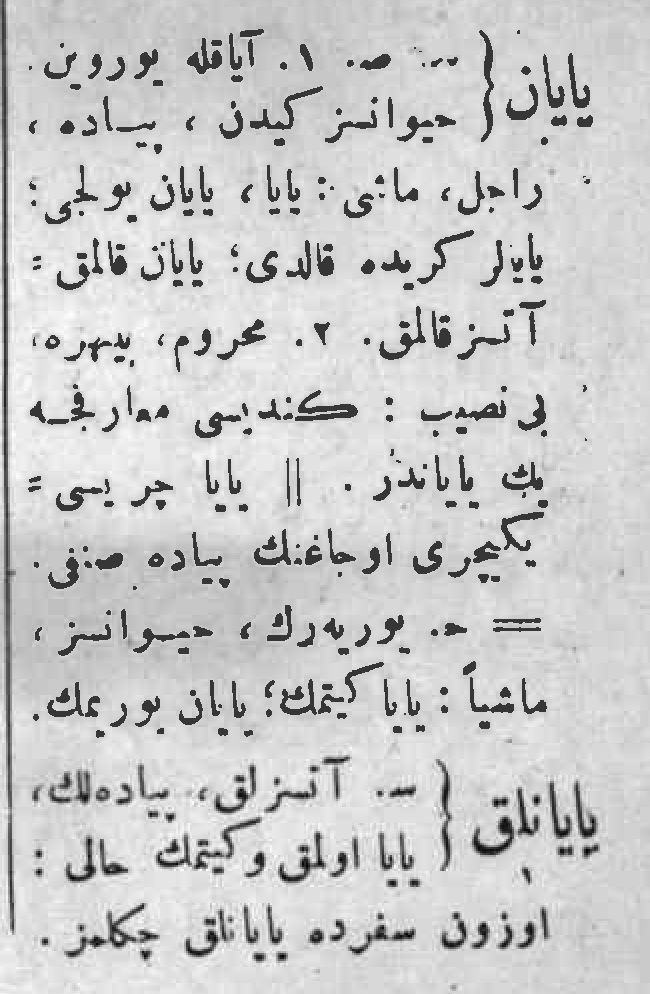 یایان { س. ص. ۱. آیاقله یوروین.
حیوانسز کیدن ، پیاده ،
راجل، ماشی : یایا، یایان یولجی؛
یایالر کریده قالدی؛ یایان قالمق =
آتسز قالمق. ۲. محروم، بیبهره،
بی نصیب : کندیسی معارفجه
پك یایاندر . || یایا چریسی =
یکیچری اوجاغنك پیاده صنفی.
= ح. یوریه‌رك، حیوانسز ،
ماشیاً : یایا کیتمك؛ یایان یوریمك.
یایانلق { س. آتسزلق، پیاده‌لك،
یایا اولمق و کیتمك حالی :
اوزون سفرده یایانلق چکلمز .